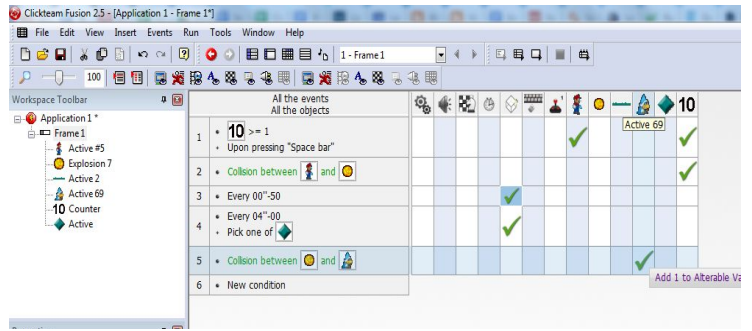 Clickteam Fusion 2.5 - [Application 1 - Frame 1*]
File Edit View Insert Events Run Tools Window Help
1 - Frame 1
100
Workspace Toolbar
Application 1 *
Frame 1
Active #5
Explosion 7
Active 2
Active 69
10 Counter
Active
All the events
All the objects
10
Active 69
1 • 10 >= 1
+ Upon pressing "Space bar"
2 • Collision between and
3 • Every 00"-50
4 • Every 04"-00
+ Pick one of
5 • Collision between and
Add 1 to Alterable Va
6 • New condition